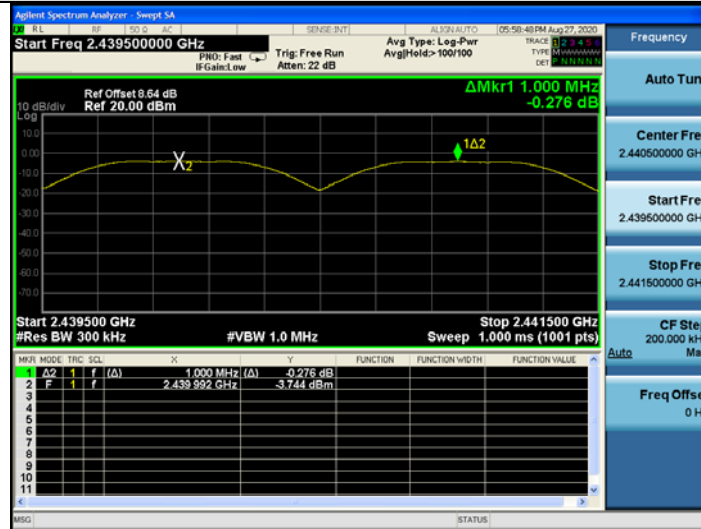 Agilent Spectrum Analyzer - Swept SA
RL RF 50 Ω AC SENSE:INT ALIGNAUTO 05:58:48 PM Aug 27, 2020
Start Freq 2.439500000 GHz
PNO: Fast
IFGain:Low
Trig: Free Run
Atten: 22 dB
Avg Type: Log-Pwr
Avg|Hold:>100/100
TRACE 1 2 3 4 5 6
TYPE M
DET P N N N N N
ΔMkr1 1.000 MHz
-0.276 dB
Ref Offset 8.64 dB
Ref 20.00 dBm
10 dB/div
Log
10.0
0.00
-10.0
-20.0
-30.0
-40.0
-50.0
-60.0
-70.0
X2
1Δ2
Start 2.439500 GHz Stop 2.441500 GHz
#Res BW 300 kHz #VBW 1.0 MHz Sweep 1.000 ms (1001 pts)
MKR MODE TRC SCL X Y FUNCTION FUNCTION WIDTH FUNCTION VALUE
1 Δ2 1 f (Δ) 1.000 MHz (Δ) -0.276 dB
2 F 1 f 2.439 992 GHz -3.744 dBm
3
4
5
6
7
8
9
10
11
MSG STATUS
Frequency
Auto Tun
Center Fre
2.440500000 GH
Start Fre
2.439500000 GH
Stop Fre
2.441500000 GH
CF Ste
200.000 kH
Auto Ma
Freq Offse
0 H